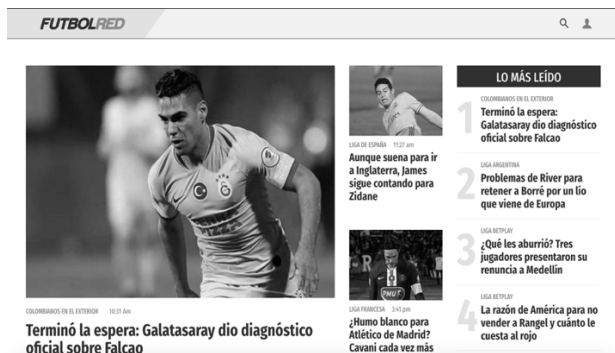 FUTBOLRED
COLOMBIANOS EN EL EXTERIOR 10:31 Am
Terminó la espera: Galatasaray dio diagnóstico
oficial sobre Falcao
LIGA DE ESPAÑA 11:27 am
Aunque suena para ir
a Inglaterra, James
sigue contando para
Zidane
PMUT
LIGA FRANCESA 3:41 pm
¿Humo blanco para
Atlético de Madrid?
Cavani cada vez más
LO MÁS LEÍDO
1
COLOMBIANOS EN EL EXTERIOR
Terminó la espera:
Galatasaray dio diagnóstico
oficial sobre Falcao
2
LIGA ARGENTINA
Problemas de River para
retener a Borré por un lío
que viene de Europa
3
LIGA BETPLAY
¿Qué les aburrió? Tres
jugadores presentaron su
renuncia a Medellín
4
LIGA BETPLAY
La razón de América para no
vender a Rangel y cuánto le
cuesta al rojo